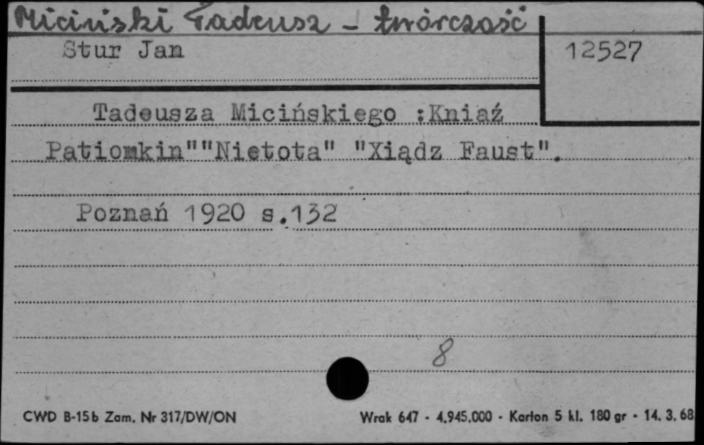 Miciński Tadeusz - twórczość
Stur Jan
12527
Tadeusza Micińskiego :Kniaź
Patiomkin""Nietota" "Xiądz Faust".
Poznań 1920 s.132
8
CWD B-15b Zam. Nr 317/DW/ON
Wrak 647 - 4.945.000 - Karton 5 kl. 180 gr - 14. 3. 68